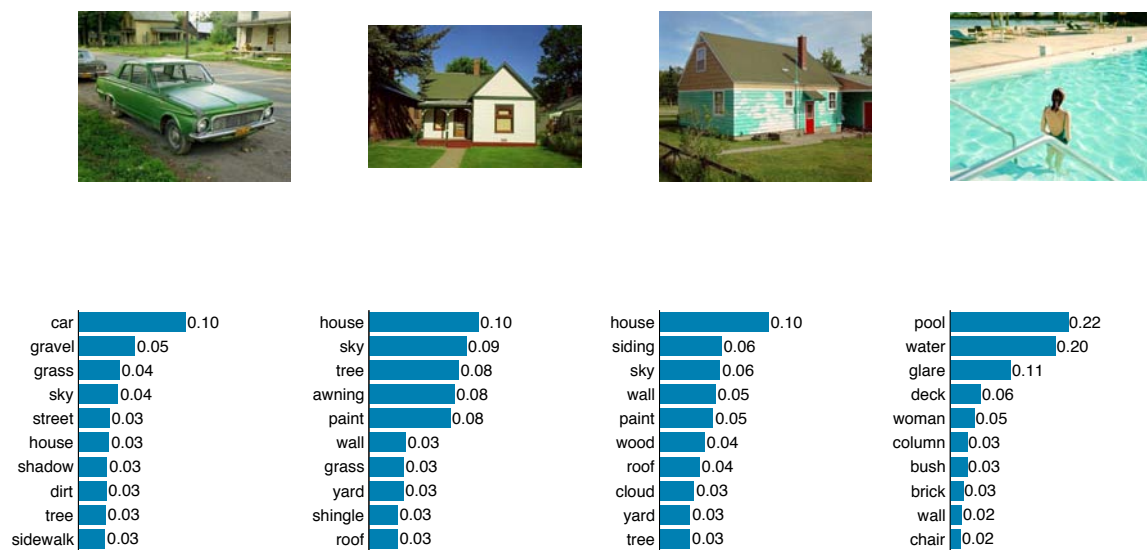 car 0.10
gravel 0.05
grass 0.04
sky 0.04
street 0.03
house 0.03
shadow 0.03
dirt 0.03
tree 0.03
sidewalk 0.03
house 0.10
sky 0.09
tree 0.08
awning 0.08
paint 0.08
wall 0.03
grass 0.03
yard 0.03
shingle 0.03
roof 0.03
house 0.10
siding 0.06
sky 0.06
wall 0.05
paint 0.05
wood 0.04
roof 0.04
cloud 0.03
yard 0.03
tree 0.03
pool 0.22
water 0.20
glare 0.11
deck 0.06
woman 0.05
column 0.03
bush 0.03
brick 0.03
wall 0.02
chair 0.02